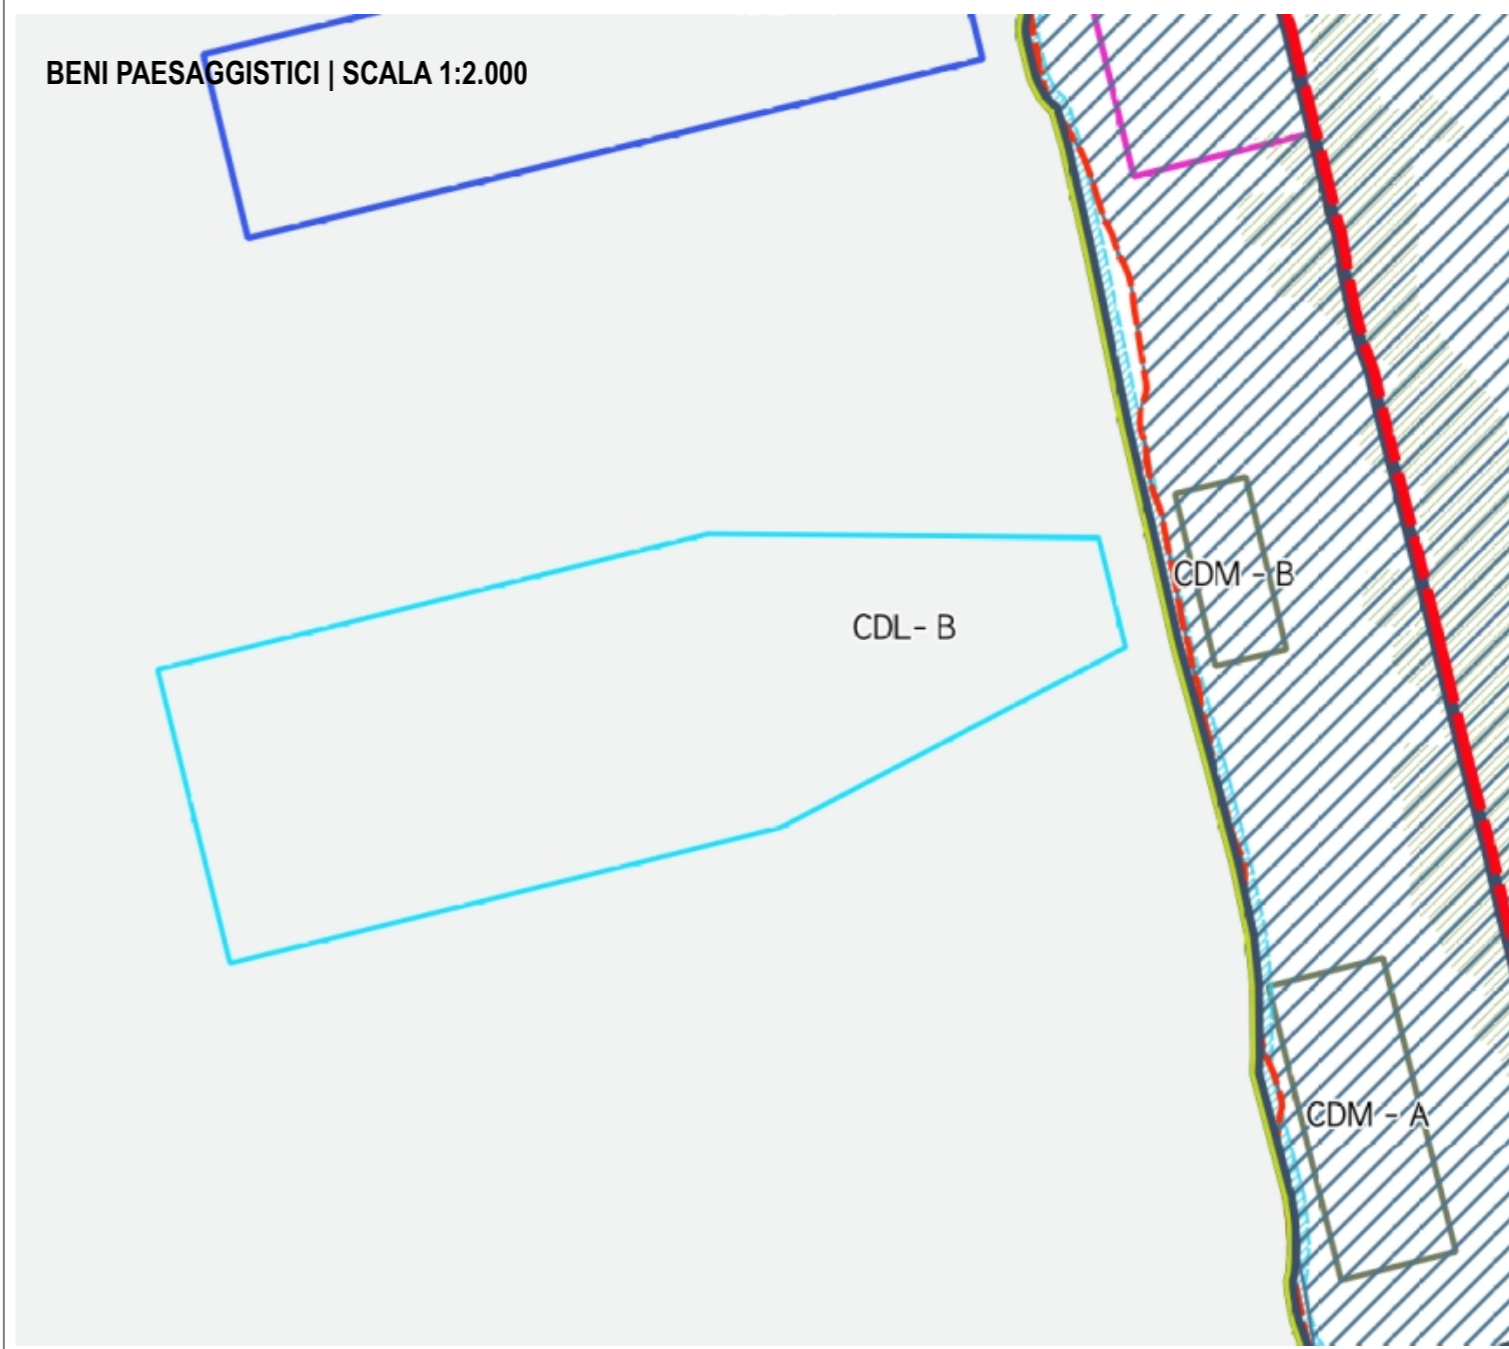 BENI PAESAGGISTICI | SCALA 1:2.000
CDM - B
CDL- B
CDM - A